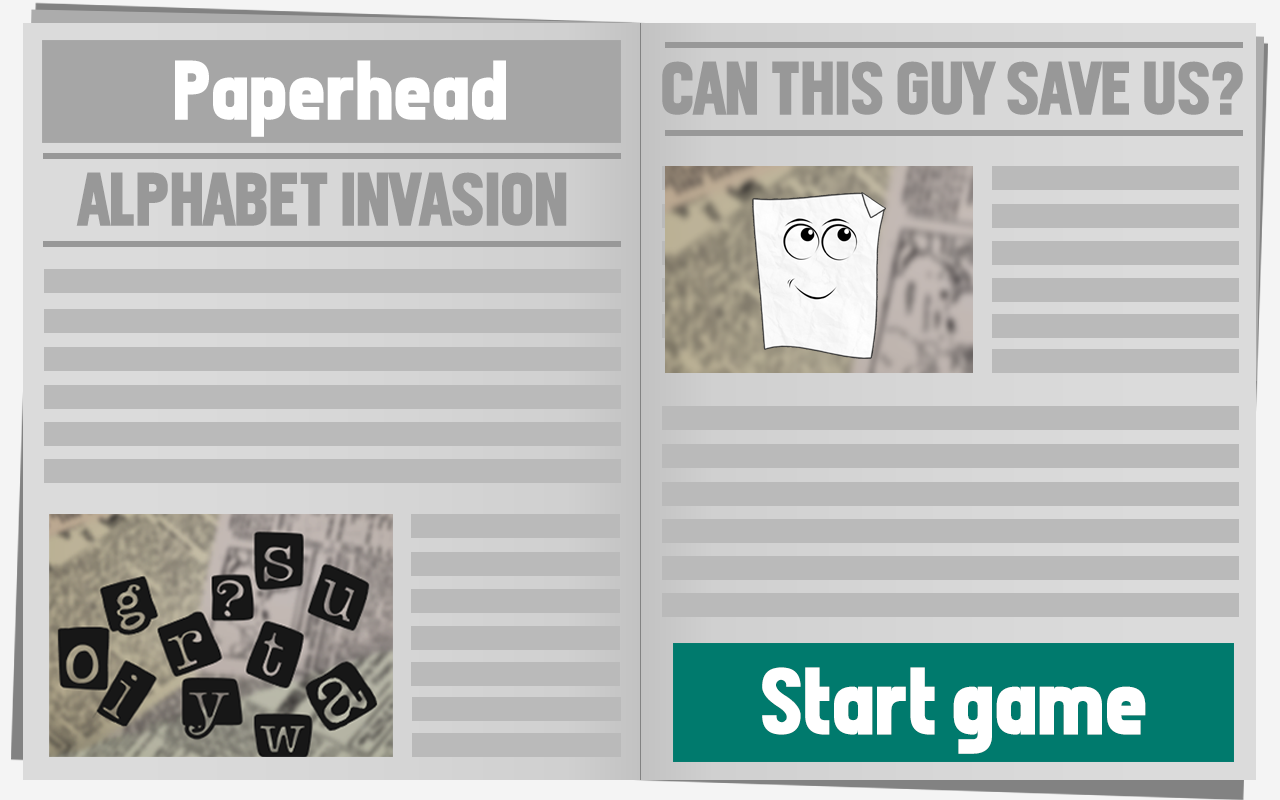 Paperhead
ALPHABET INVASION
s
g ? u
o r t
i y a
w
CAN THIS GUY SAVE US?
Start game